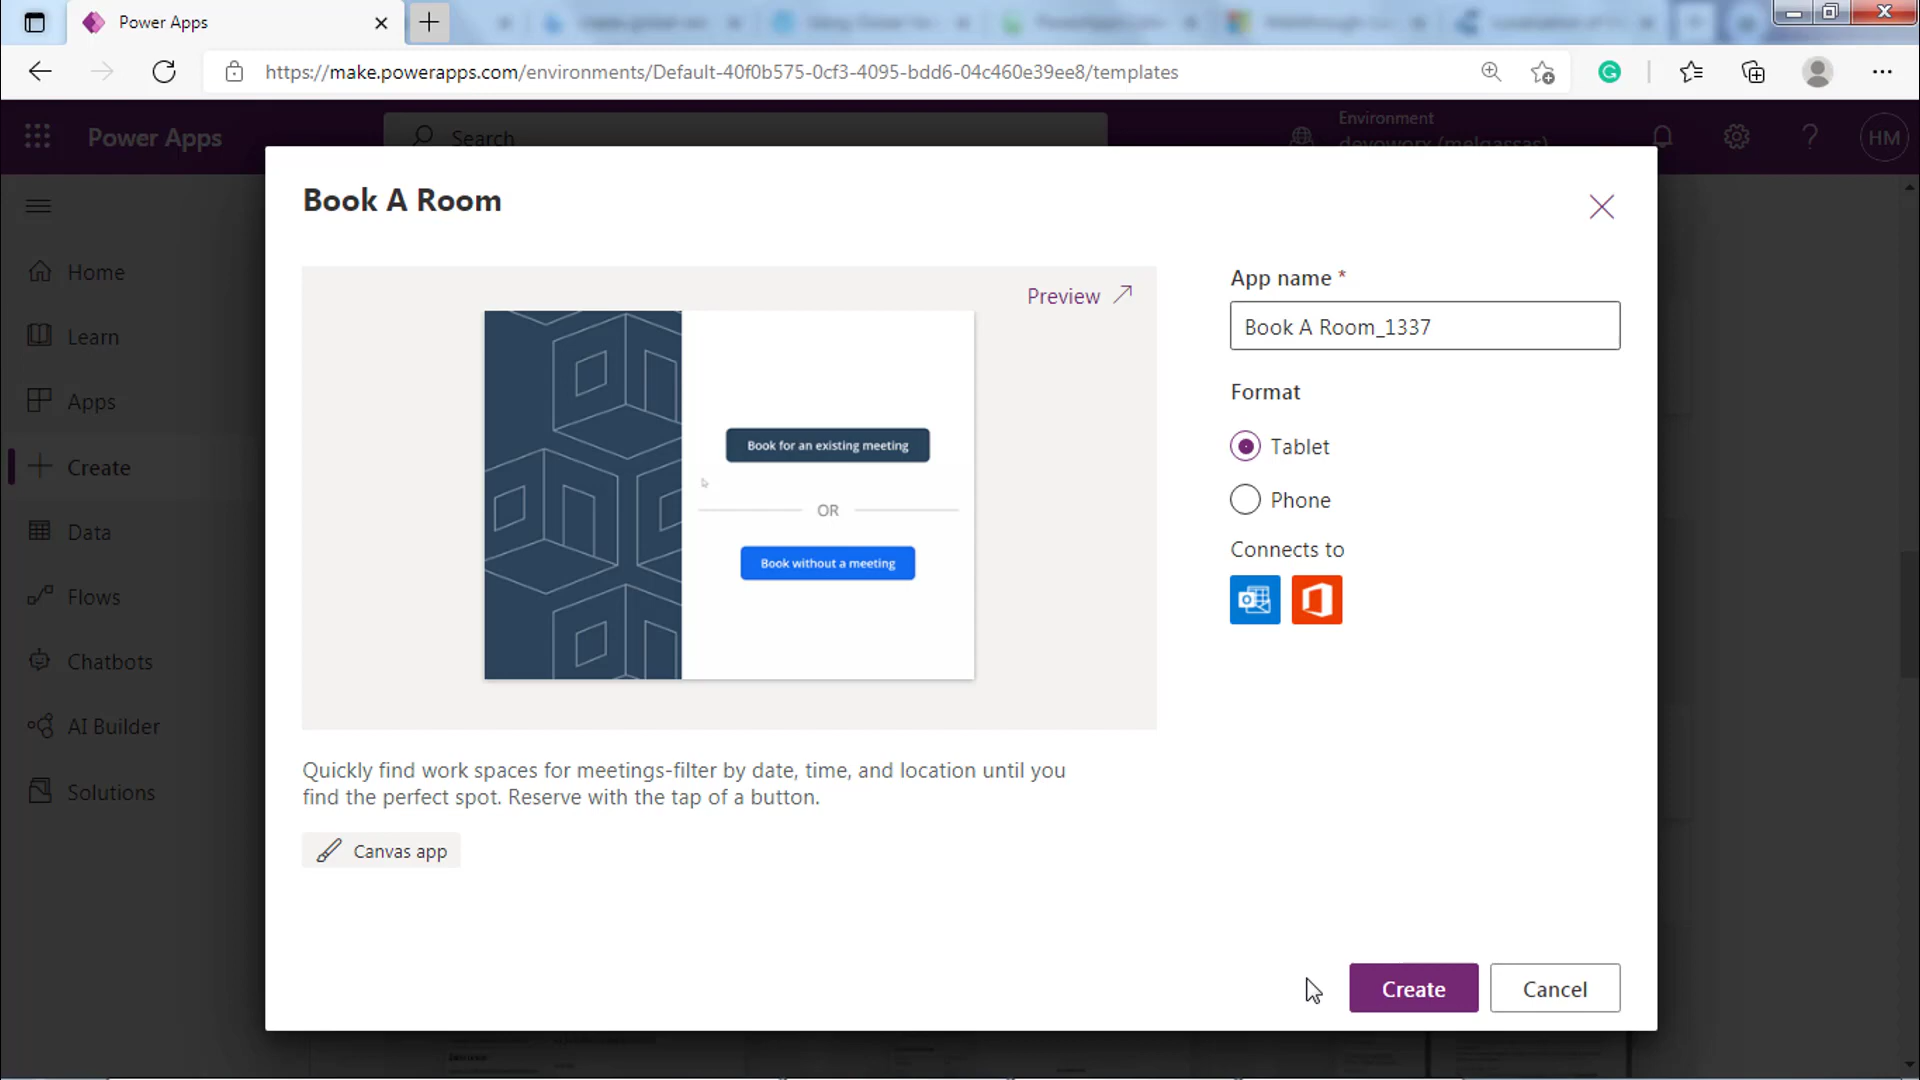 Power Apps
https://make.powerapps.com/environments/Default-40f0b575-0cf3-4095-bdd6-04c460e39ee8/templates
Power Apps
Search
Environment
devoworx (melgassas)
HM
Home
Learn
Apps
Create
Data
Flows
Chatbots
AI Builder
Solutions
Book A Room
Preview
Book for an existing meeting
OR
Book without a meeting
Quickly find work spaces for meetings-filter by date, time, and location until you
find the perfect spot. Reserve with the tap of a button.
Canvas app
App name *
Book A Room_1337
Format
Tablet
Phone
Connects to
Create
Cancel